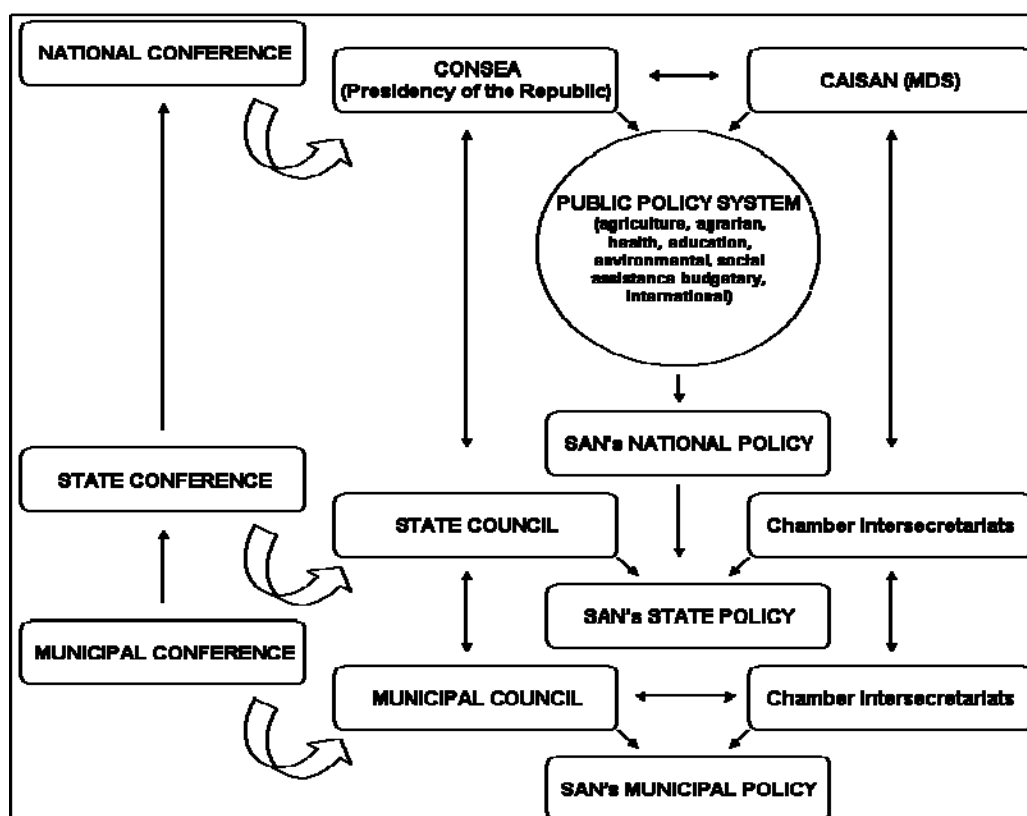 NATIONAL CONFERENCE
CONSEA
(Presidency of the Republic)
CAISAN (MDS)
PUBLIC POLICY SYSTEM
(agriculture, agrarian,
health, education,
environmental, social
assistance budgetary,
international)
SAN's NATIONAL POLICY
STATE CONFERENCE
STATE COUNCIL
Chamber Intersecretariats
SAN's STATE POLICY
MUNICIPAL CONFERENCE
MUNICIPAL COUNCIL
Chamber Intersecretariats
SAN's MUNICIPAL POLICY